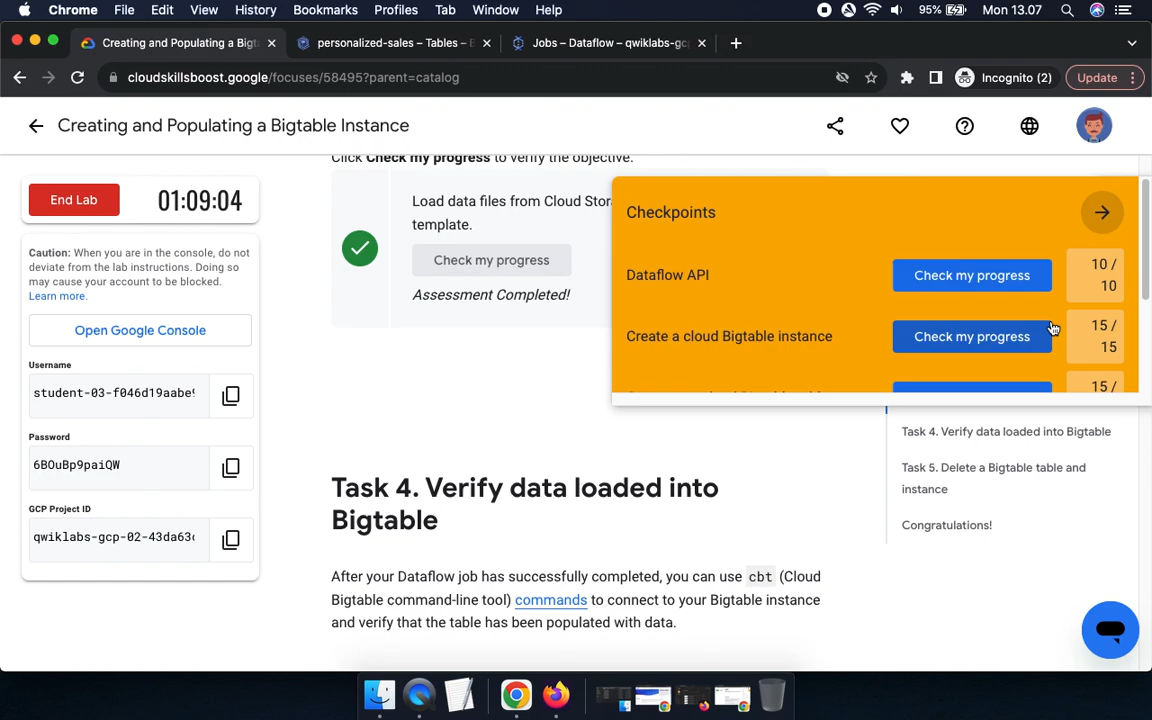 Chrome File Edit View History Bookmarks Profiles Tab Window Help 95% Mon 13.07
Creating and Populating a Bigt
personalized-sales – Tables – B
Jobs – Dataflow – qwiklabs-gc
cloudskillsboost.google/focuses/58495?parent=catalog
Incognito (2)
Update
Creating and Populating a Bigtable Instance
End Lab
01:09:04
Caution: When you are in the console, do not
deviate from the lab instructions. Doing so
may cause your account to be blocked.
Learn more.
Open Google Console
Username
student-03-f046d19aabe9
Password
6BOuBp9paiQW
GCP Project ID
qwiklabs-gcp-02-43da63c
Click Check my progress to verify the objective.
Load data files from Cloud Stor
template.
Check my progress
Assessment Completed!
Checkpoints
Dataflow API
Check my progress
10 /
10
Create a cloud Bigtable instance
Check my progress
15 /
15
15 /
Task 4. Verify data loaded into
Bigtable
After your Dataflow job has successfully completed, you can use cbt (Cloud
Bigtable command-line tool) commands to connect to your Bigtable instance
and verify that the table has been populated with data.
Task 4. Verify data loaded into Bigtable
Task 5. Delete a Bigtable table and
instance
Congratulations!